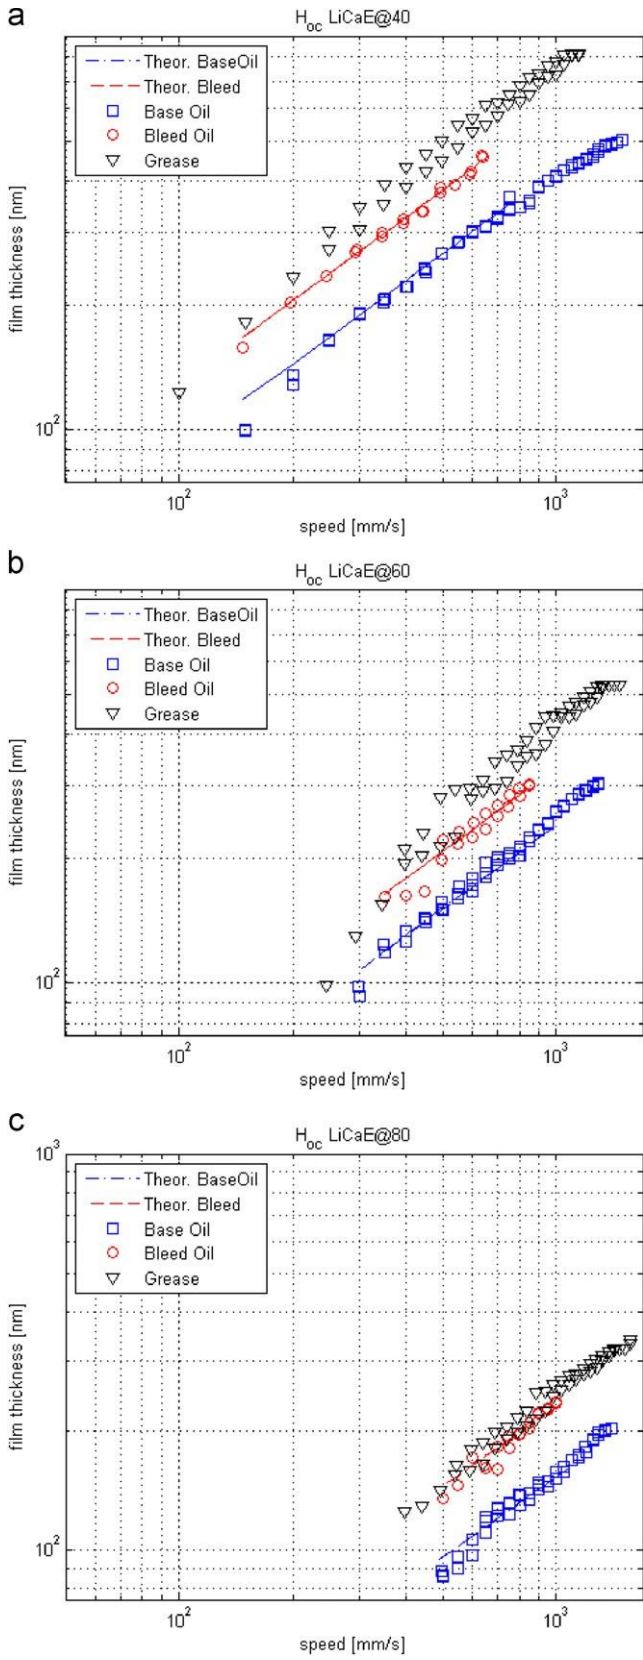 a
H_oc LiCaE@40
Theor. BaseOil
Theor. Bleed
Base Oil
Bleed Oil
Grease
film thickness [nm]
10^2
10^2
10^3
speed [mm/s]
b
H_oc LiCaE@60
Theor. BaseOil
Theor. Bleed
Base Oil
Bleed Oil
Grease
film thickness [nm]
10^2
10^2
10^3
speed [mm/s]
c
H_oc LiCaE@80
10^3
Theor. BaseOil
Theor. Bleed
Base Oil
Bleed Oil
Grease
film thickness [nm]
10^2
10^2
10^3
speed [mm/s]